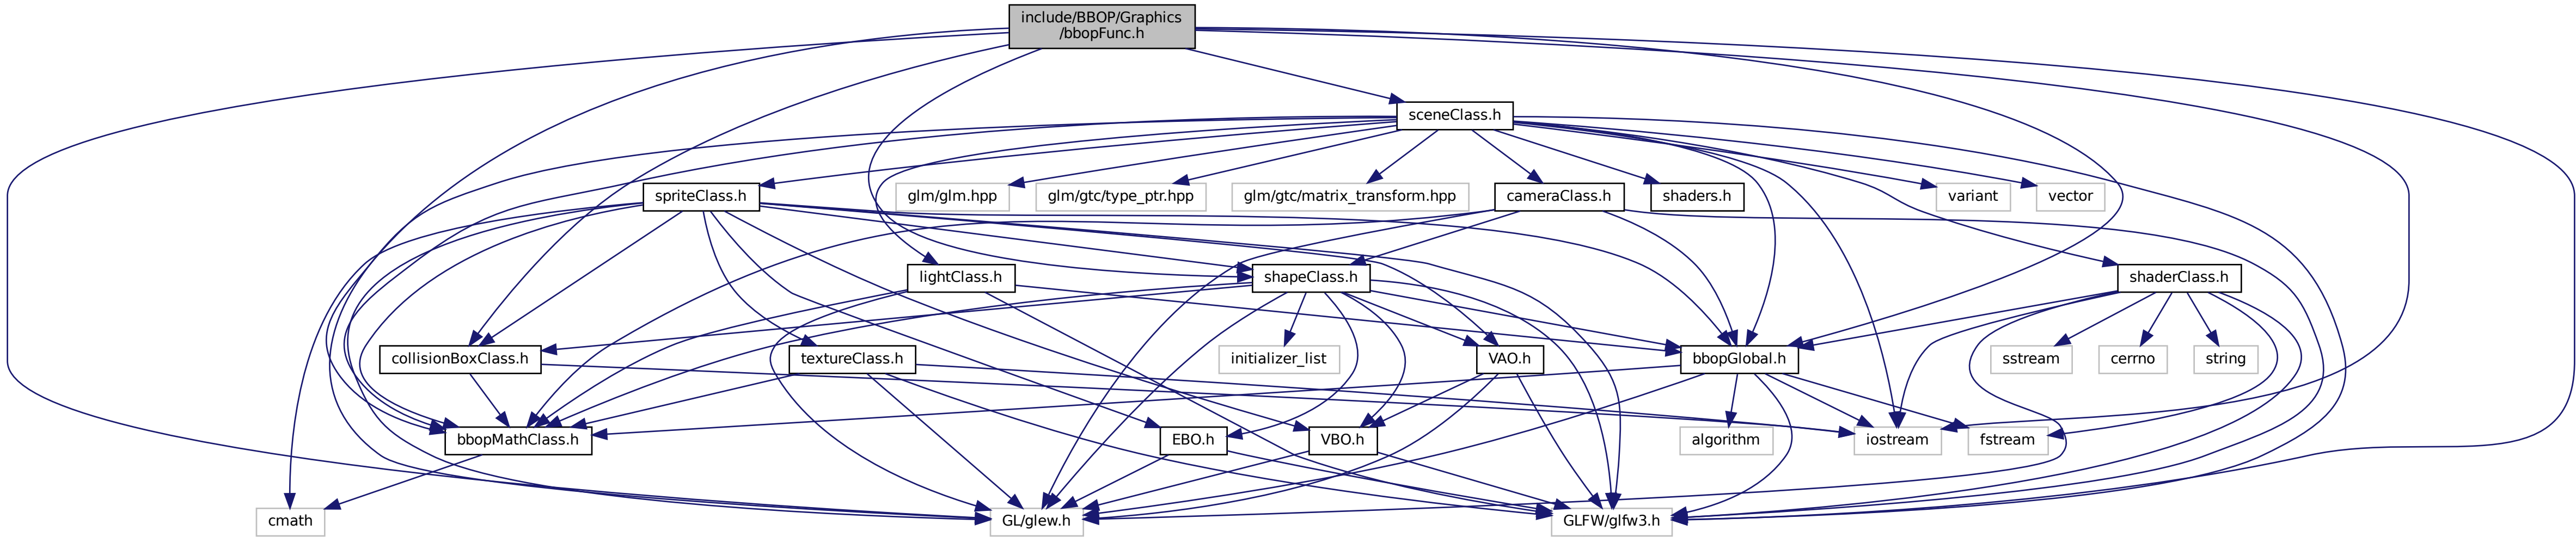 include/BBOP/Graphics
/bbopFunc.h
sceneClass.h
spriteClass.h
glm/glm.hpp
glm/gtc/type_ptr.hpp
glm/gtc/matrix_transform.hpp
cameraClass.h
shaders.h
variant
vector
lightClass.h
shapeClass.h
shaderClass.h
collisionBoxClass.h
textureClass.h
initializer_list
VAO.h
bbopGlobal.h
sstream
cerrno
string
bbopMathClass.h
EBO.h
VBO.h
algorithm
iostream
fstream
cmath
GL/glew.h
GLFW/glfw3.h